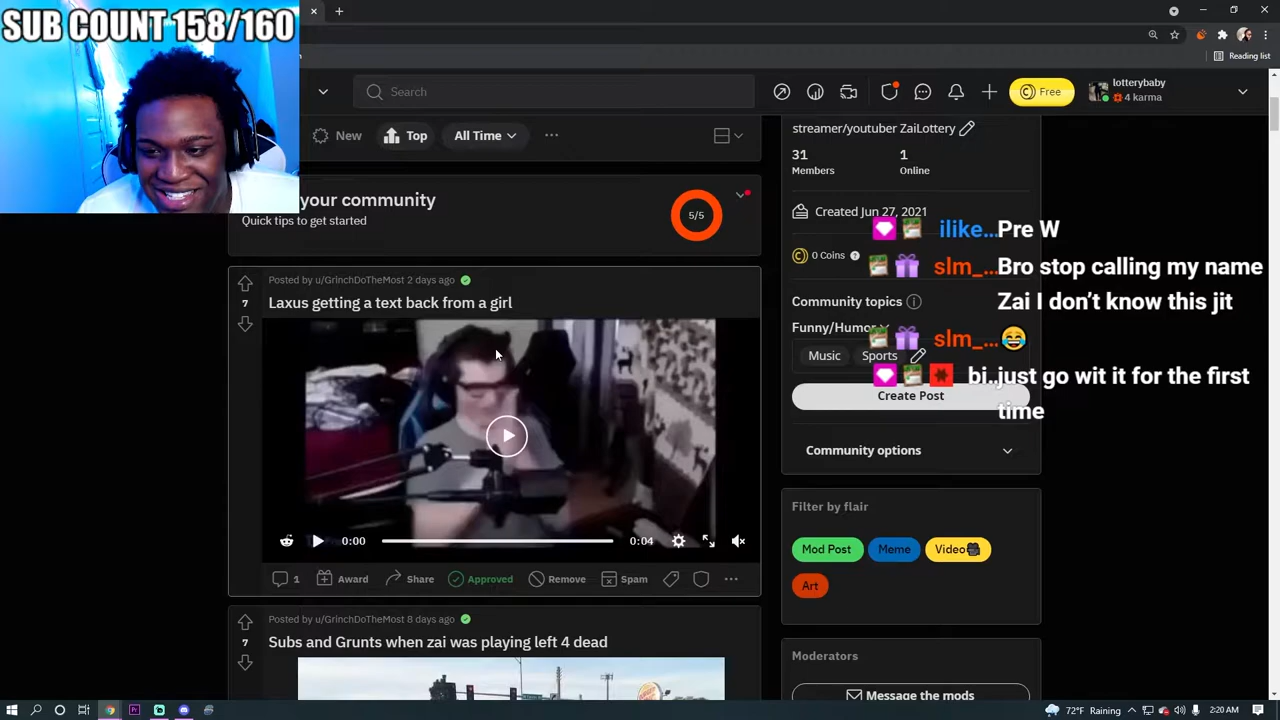 SUB COUNT 158/160
Reading list
Search
Free
lotterybaby
4 karma
New
Top
All Time
streamer/youtuber ZaiLottery
31
1
Members
Online
your community
Quick tips to get started
5/5
Created Jun 27, 2021
0 Coins
Community topics
Funny/Humor
Music
Sports
Create Post
Community options
ilike... Pre W
slm_... Bro stop calling my name
Zai I don't know this jit
slm_... 😂
bi.. just go wit it for the first
time
Posted by u/GrinchDoTheMost 2 days ago
7
Laxus getting a text back from a girl
0:00
0:04
1
Award
Share
Approved
Remove
Spam
Filter by flair
Mod Post
Meme
Video
Art
Posted by u/GrinchDoTheMost 8 days ago
7
Subs and Grunts when zai was playing left 4 dead
Moderators
Message the mods
72°F Raining
2:20 AM